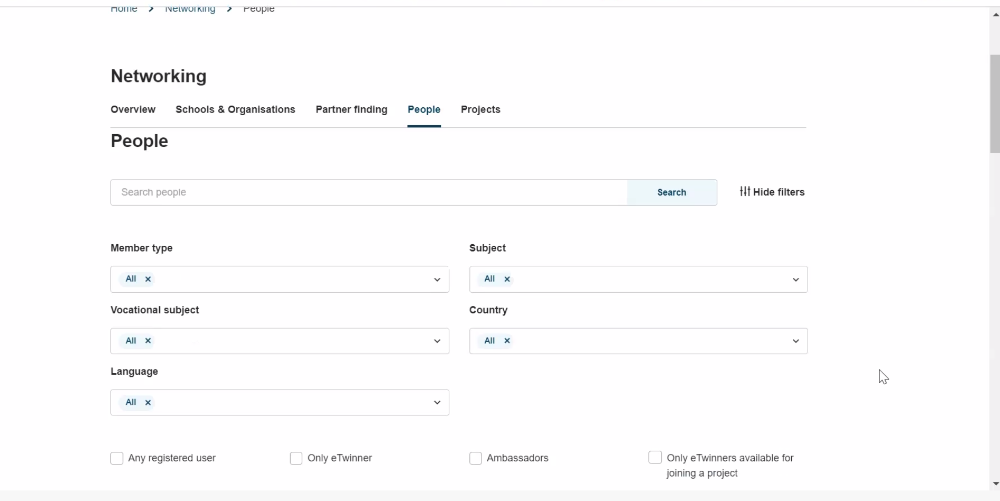 Home > Networking > People
Networking
Overview Schools & Organisations Partner finding People Projects
People
Search people Search Hide filters
Member type Subject
All × All ×
Vocational subject Country
All × All ×
Language
All ×
Any registered user Only eTwinner Ambassadors Only eTwinners available for
joining a project